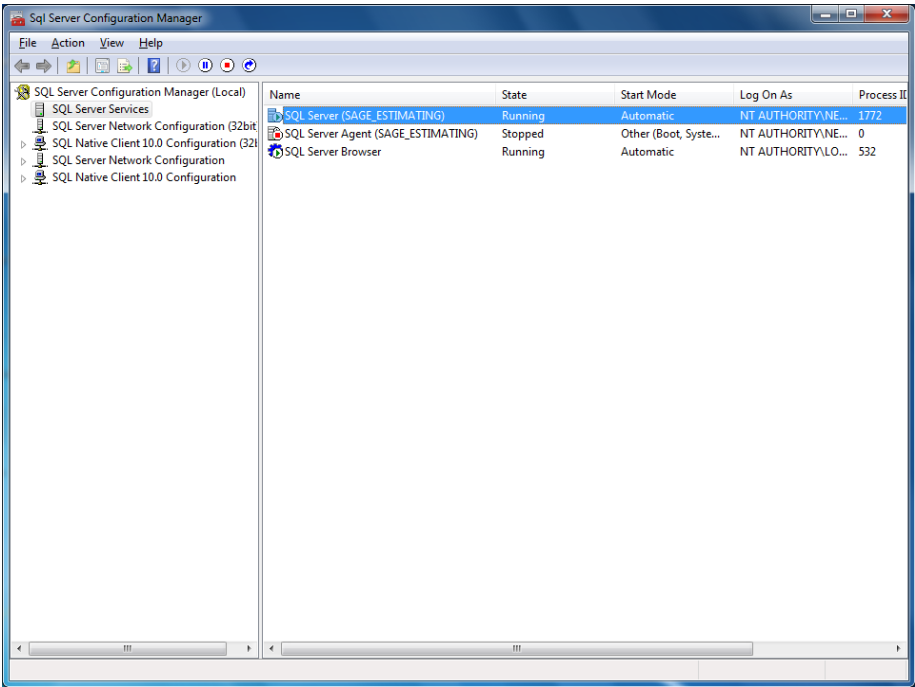 Sql Server Configuration Manager
File Action View Help
SQL Server Configuration Manager (Local)
SQL Server Services
SQL Server Network Configuration (32bit
SQL Native Client 10.0 Configuration (32
SQL Server Network Configuration
SQL Native Client 10.0 Configuration
Name State Start Mode Log On As Process ID
SQL Server (SAGE_ESTIMATING) Running Automatic NT AUTHORITY\NE... 1772
SQL Server Agent (SAGE_ESTIMATING) Stopped Other (Boot, Syste... NT AUTHORITY\NE... 0
SQL Server Browser Running Automatic NT AUTHORITY\LO... 532